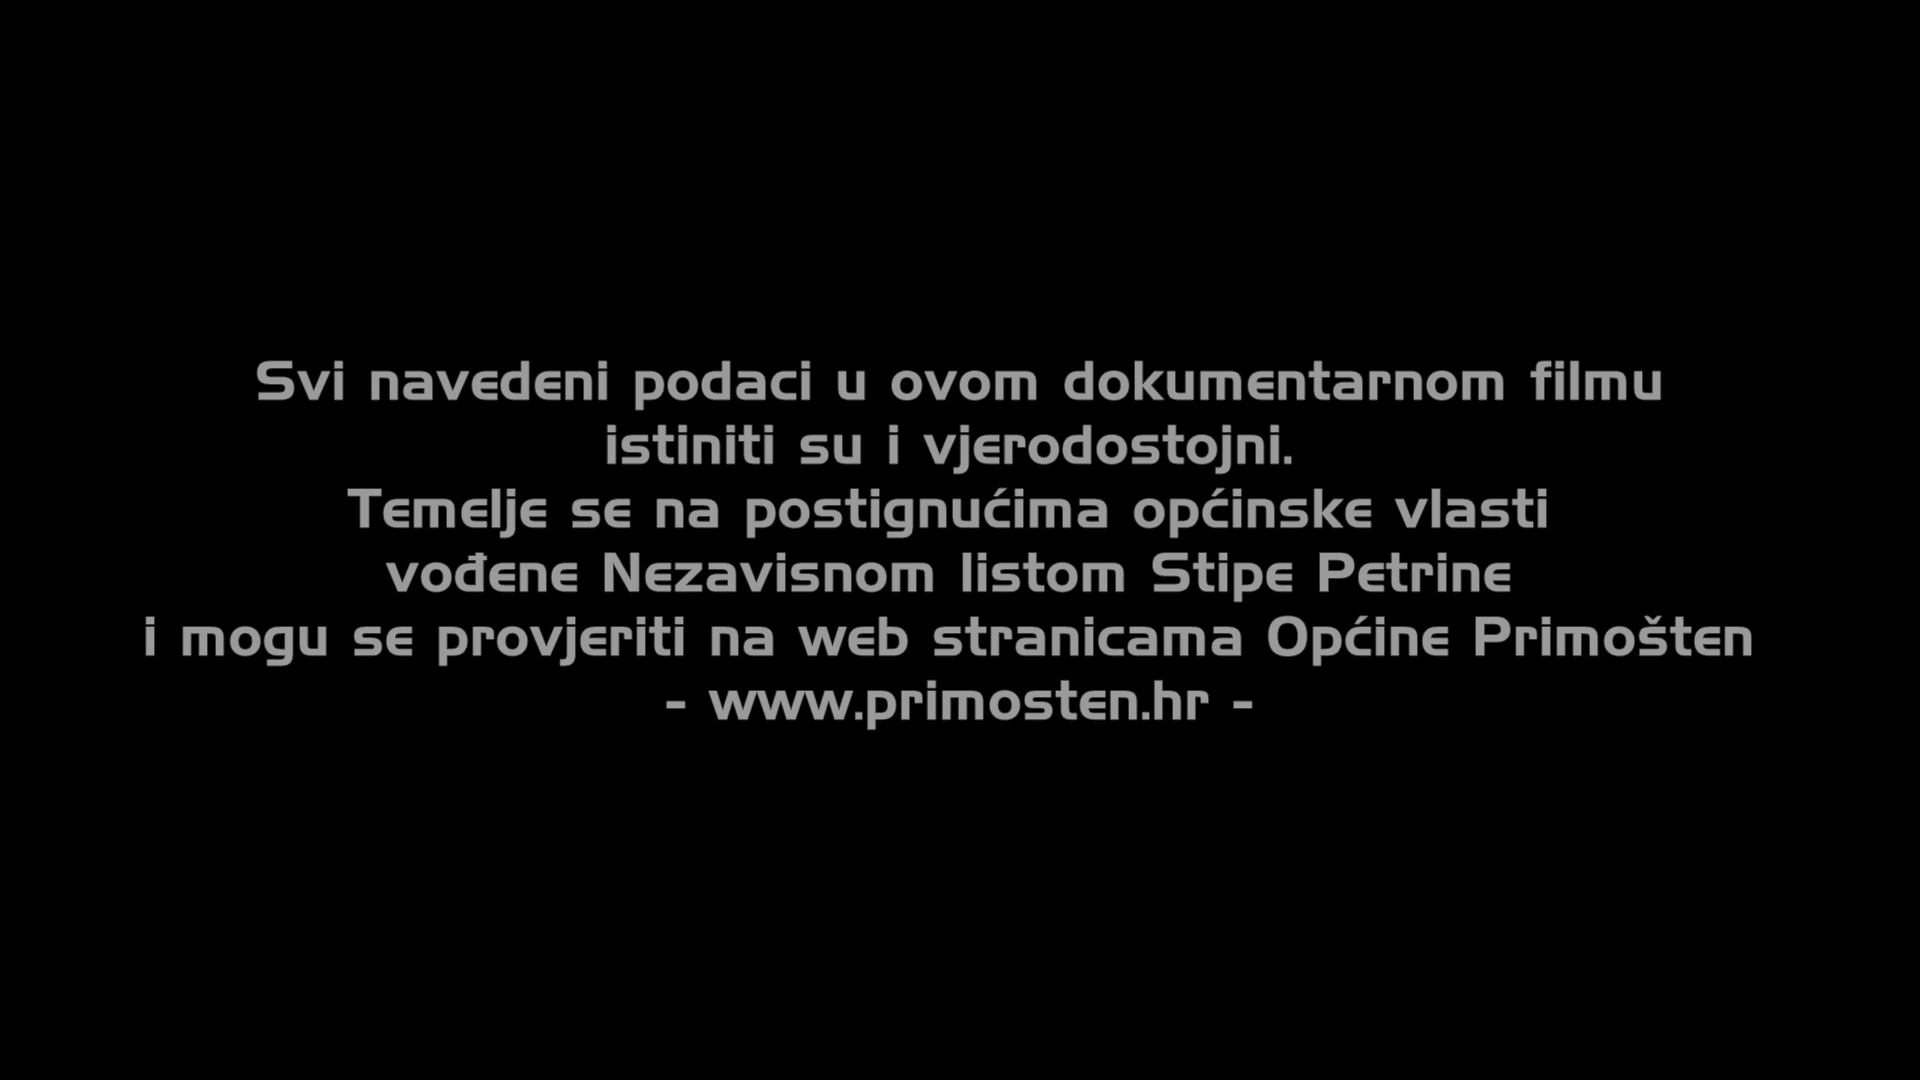 Svi navedeni podaci u ovom dokumentarnom filmu
istiniti su i vjerodostojni.
Temelje se na postignućima općinske vlasti
vođene Nezavisnom listom Stipe Petrine
i mogu se provjeriti na web stranicama Općine Primošten
- www.primosten.hr -